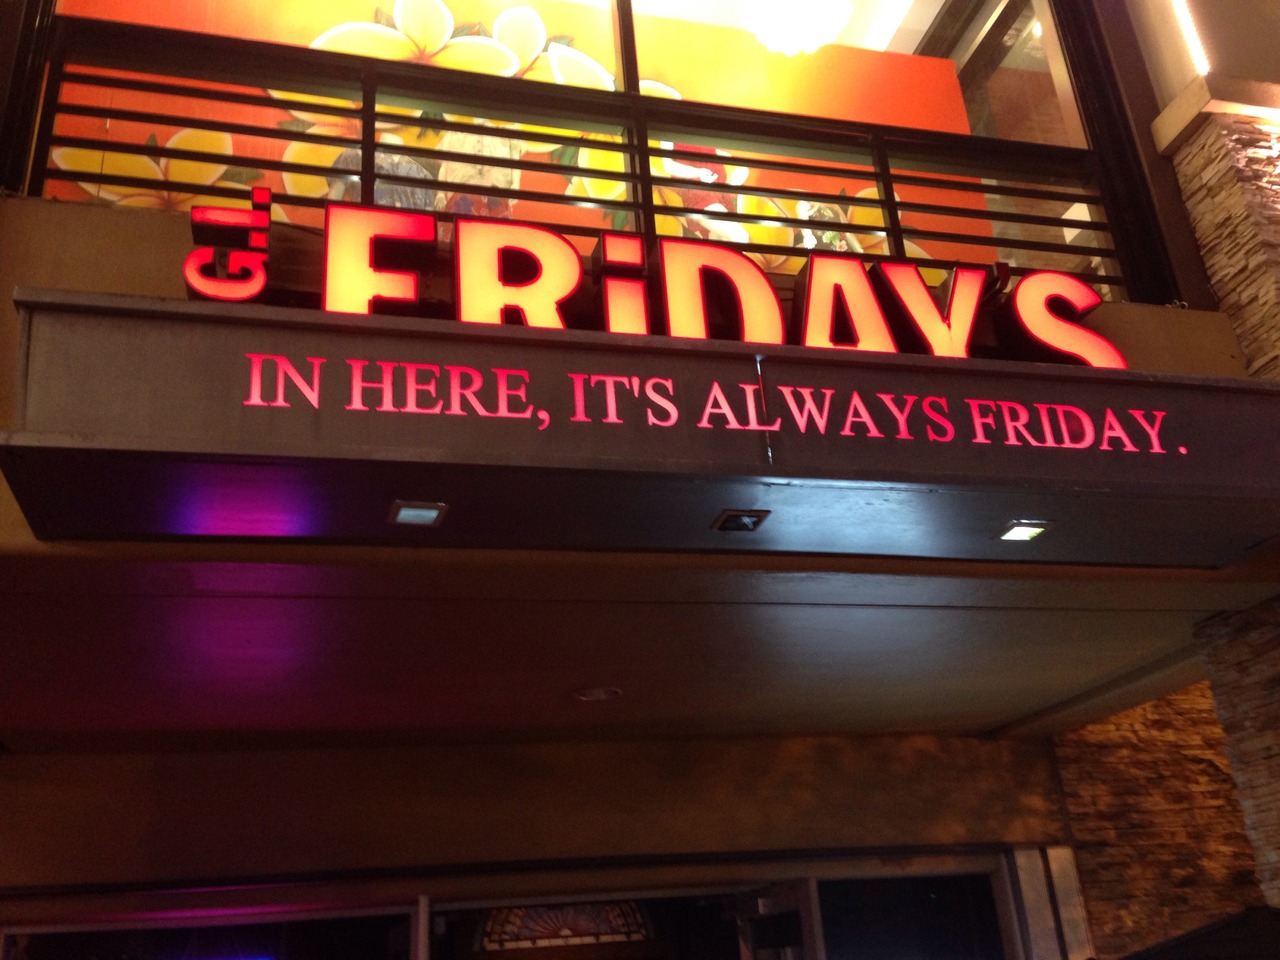 G.I. FRiDAY'S
IN HERE, IT'S ALWAYS FRIDAY.